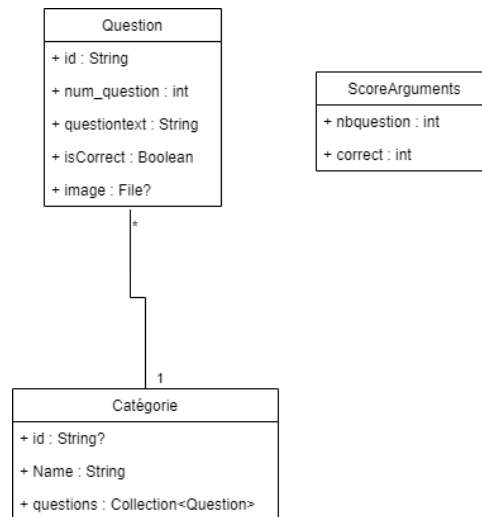 Question
+ id : String
+ num_question : int
+ questiontext : String
+ isCorrect : Boolean
+ image : File?
ScoreArguments
+ nbquestion : int
+ correct : int
*
1
Catégorie
+ id : String?
+ Name : String
+ questions : Collection<Question>